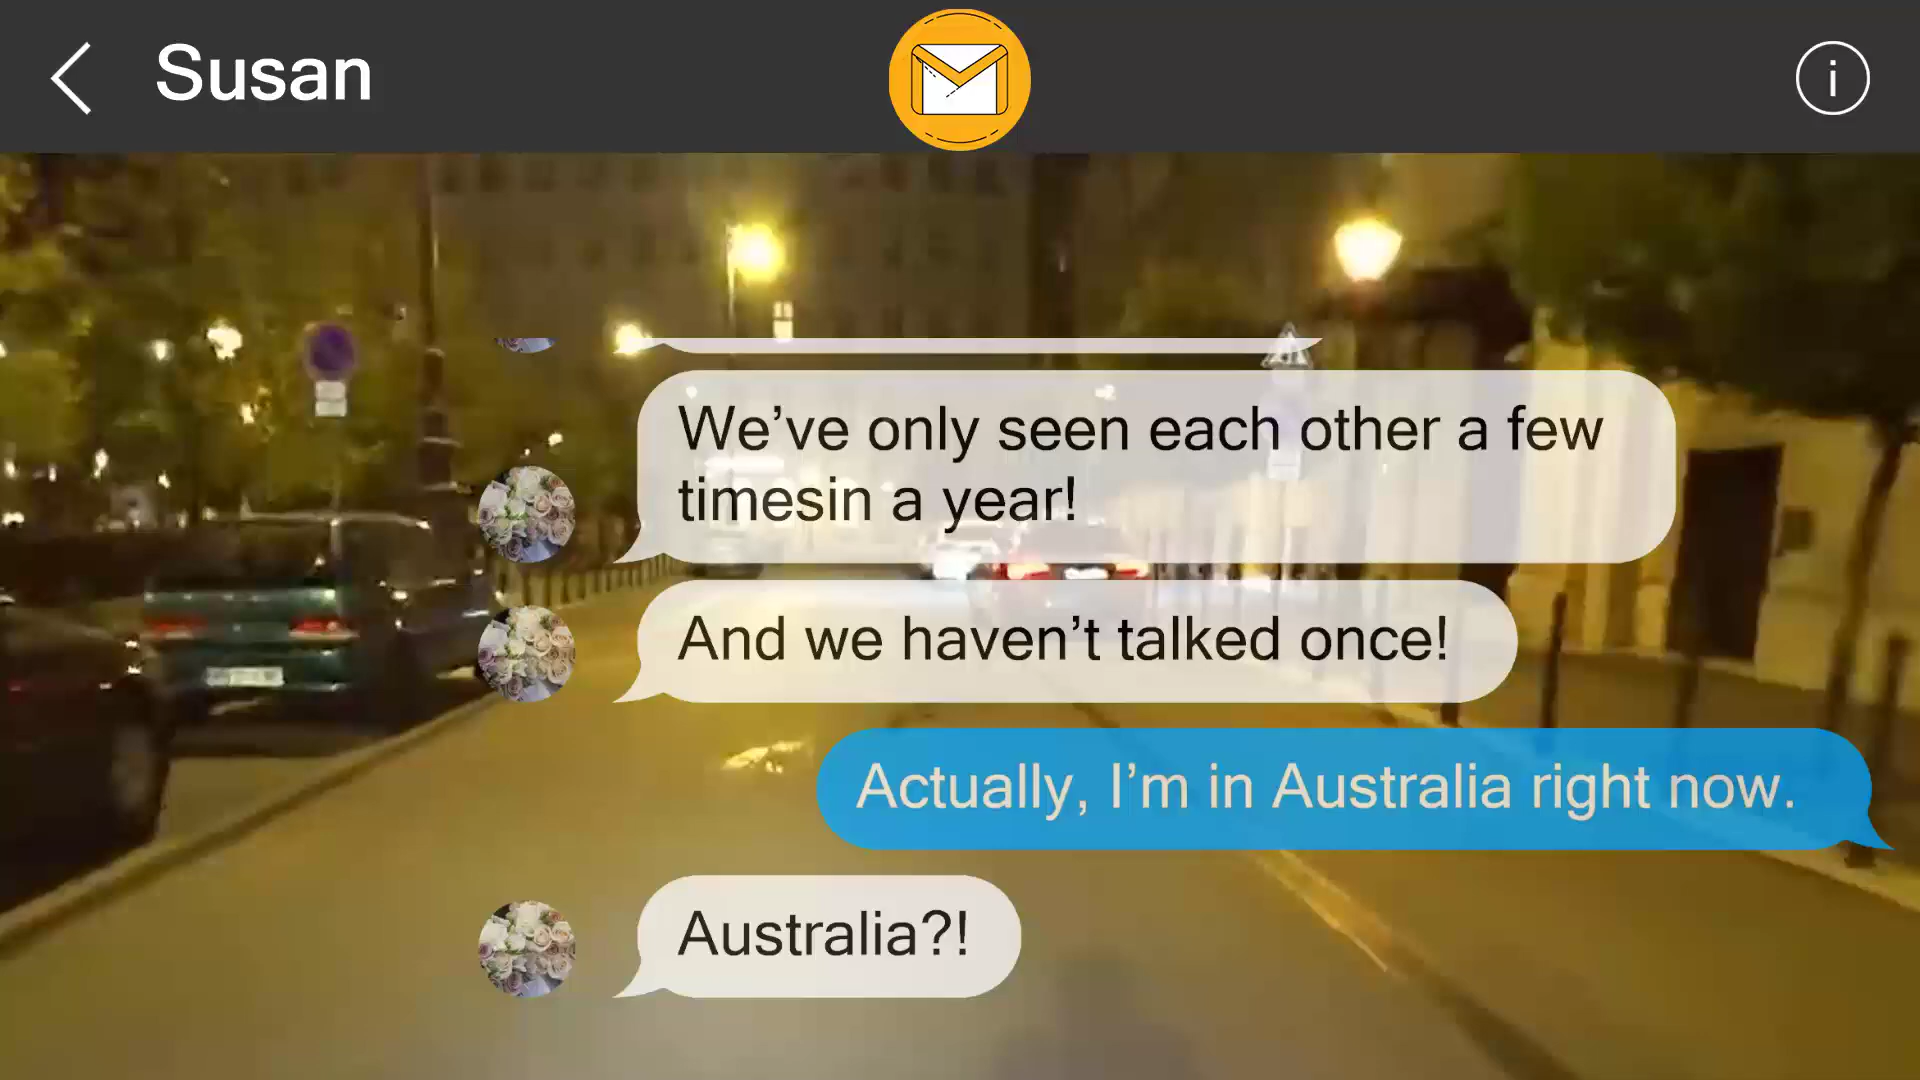 Susan
i
We’ve only seen each other a few
timesin a year!
And we haven’t talked once!
Actually, I’m in Australia right now.
Australia?!